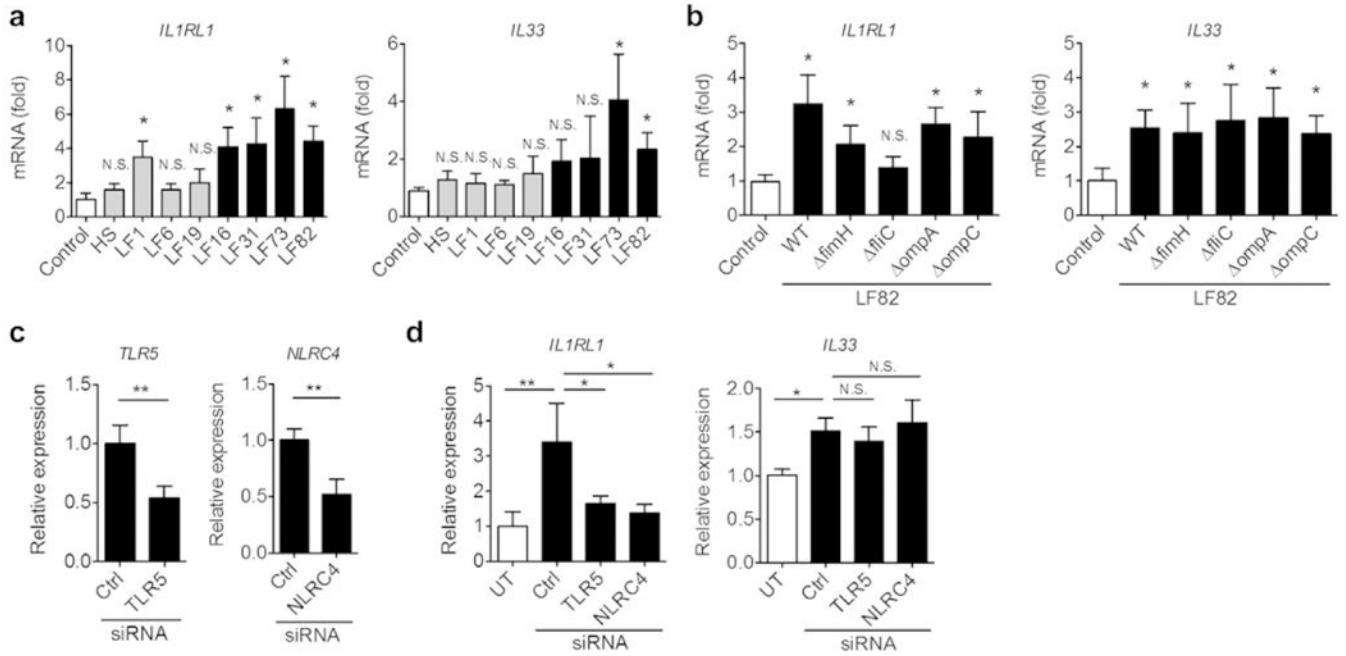 a
IL1RL1
mRNA (fold)
10
8
6
4
2
0
N.S.
*
N.S.
N.S.
*
*
*
*
Control
HS
LF1
LF6
LF19
LF16
LF31
LF73
LF82
IL33
mRNA (fold)
6
4
2
0
N.S.
N.S.
N.S.
N.S.
N.S.
N.S.
*
*
Control
HS
LF1
LF6
LF19
LF16
LF31
LF73
LF82
b
IL1RL1
mRNA (fold)
5
4
3
2
1
0
*
*
N.S.
*
*
Control
WT
ΔfimH
ΔfliC
ΔompA
ΔompC
LF82
IL33
mRNA (fold)
5
4
3
2
1
0
*
*
*
*
*
Control
WT
ΔfimH
ΔfliC
ΔompA
ΔompC
LF82
c
TLR5
Relative expression
1.5
1.0
0.5
0.0
**
Ctrl
TLR5
siRNA
NLRC4
Relative expression
1.5
1.0
0.5
0.0
**
Ctrl
NLRC4
siRNA
d
IL1RL1
Relative expression
5
4
3
2
1
0
**
*
*
UT
Ctrl
TLR5
NLRC4
siRNA
IL33
Relative expression
2.0
1.5
1.0
0.5
0.0
*
N.S.
N.S.
UT
Ctrl
TLR5
NLRC4
siRNA